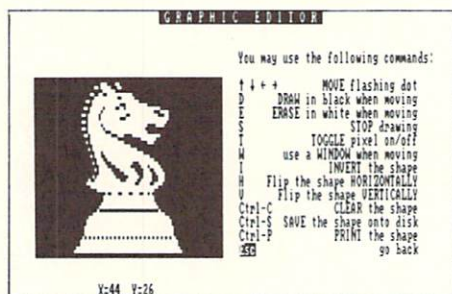 GRAPHIC EDITOR
You may use the following commands:
↑ ↓ ← → MOVE flashing dot
D DRAW in black when moving
E ERASE in white when moving
S STOP drawing
T TOGGLE pixel on/off
W use a WINDOW when moving
I INVERT the shape
H Flip the shape HORIZONTALLY
V Flip the shape VERTICALLY
Ctrl-C CLEAR the shape
Ctrl-S SAVE the shape onto disk
Ctrl-P PRINT the shape
ESC go back
X=44 Y=26